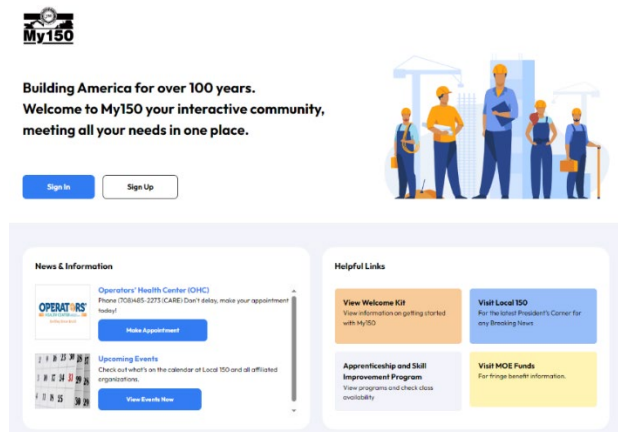 My150
Building America for over 100 years.
Welcome to My150 your interactive community,
meeting all your needs in one place.
Sign In
Sign Up
News & Information
OPERATORS'
Operators' Health Center (OHC)
Phone (708)485-2273 (CARE) Don't delay, make your appointment
today!
Make Appointment
Upcoming Events
Check out what's on the calendar at Local 150 and all affiliated
organizations.
View Events Now
Helpful Links
View Welcome Kit
View information on getting started
with My150
Visit Local 150
For the latest President's Corner for
any Breaking News
Apprenticeship and Skill
Improvement Program
View programs and check class
availability
Visit MOE Funds
For fringe benefit information.